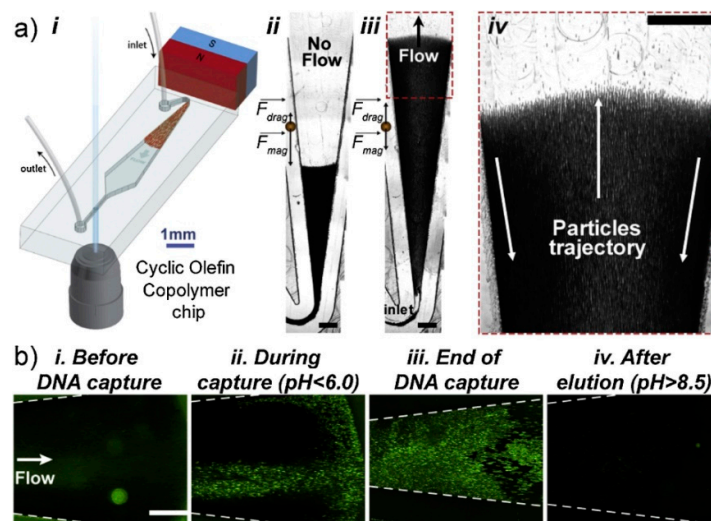 a)
i
inlet
S
N
outlet
1mm
Cyclic Olefin
Copolymer
chip
ii
No
Flow
F drag
F mag
iii
Flow
F drag
F mag
inlet
iv
Particles
trajectory
b)
i. Before
DNA capture
Flow
ii. During
capture (pH<6.0)
iii. End of
DNA capture
iv. After
elution (pH>8.5)